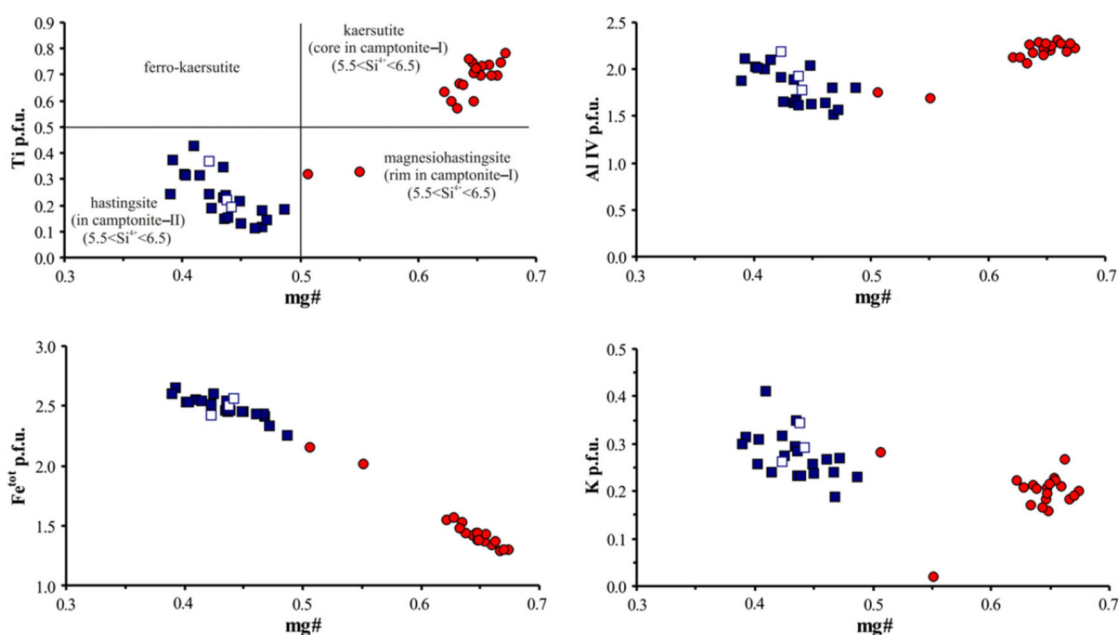 0.9
0.8
0.7
0.6
0.5
0.4
0.3
0.2
0.1
0.0
Ti p.f.u.
ferro-kaersutite
kaersutite
(core in camptonite–I)
(5.5<Si⁴⁺<6.5)
magnesiohastingsite
(rim in camptonite–I)
(5.5<Si⁴⁺<6.5)
hastingsite
(in camptonite–II)
(5.5<Si⁴⁺<6.5)
0.3 0.4 0.5 0.6 0.7
mg#
2.5
2.0
1.5
1.0
0.5
0.0
Al IV p.f.u.
0.3 0.4 0.5 0.6 0.7
mg#
3.0
2.5
2.0
1.5
1.0
Feᵗᵒᵗ p.f.u.
0.3 0.4 0.5 0.6 0.7
mg#
0.5
0.4
0.3
0.2
0.1
0.0
K p.f.u.
0.3 0.4 0.5 0.6 0.7
mg#